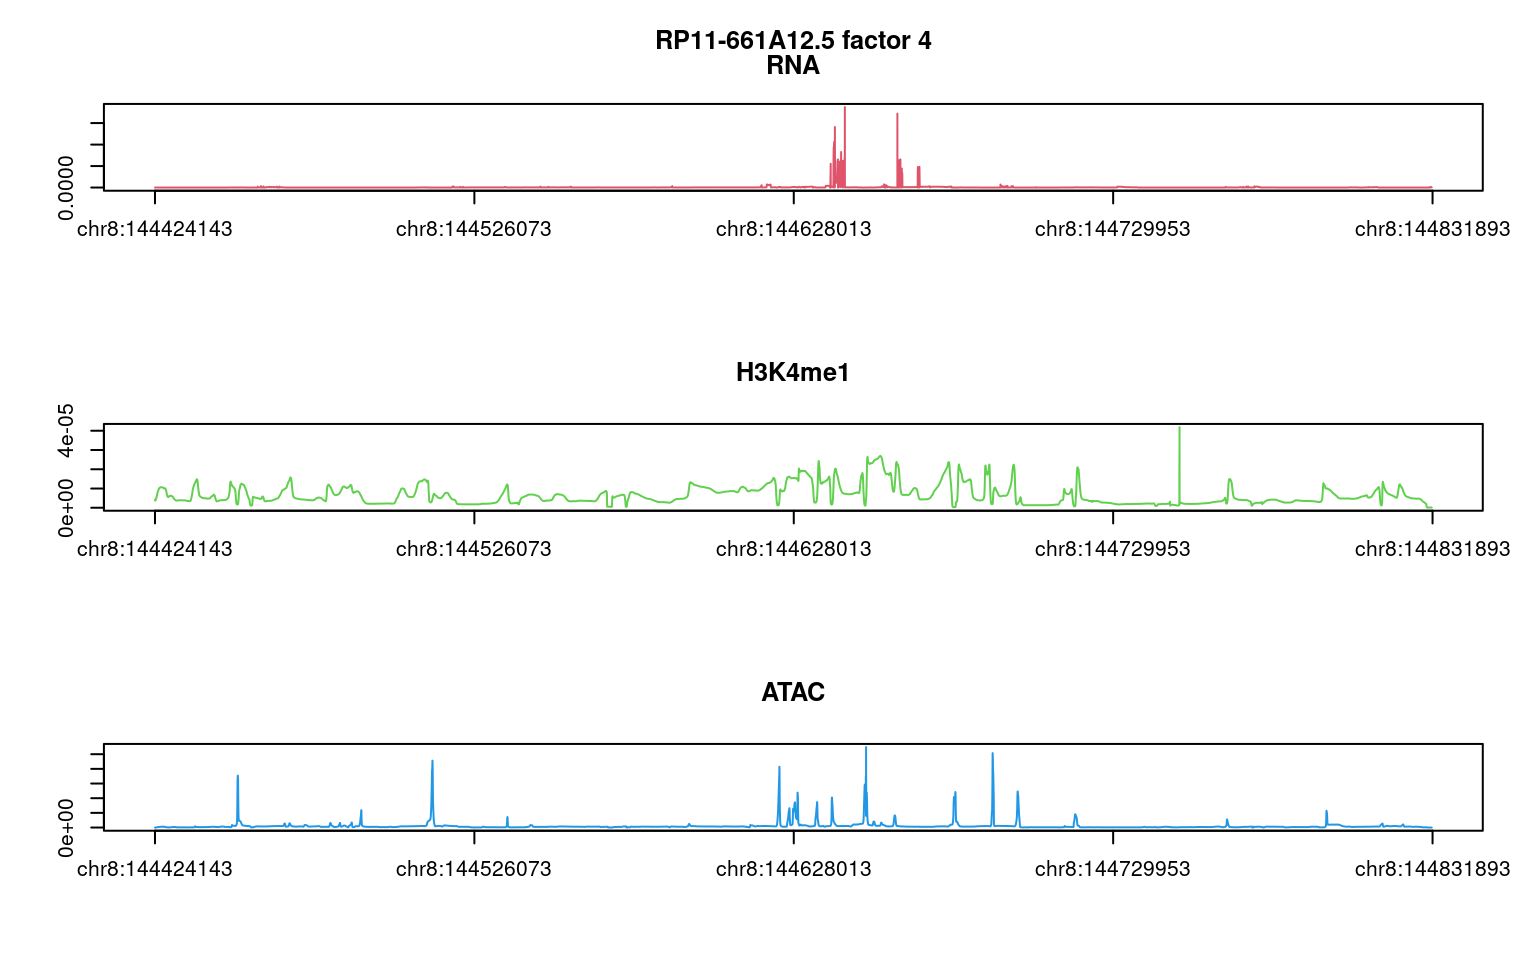 RP11-661A12.5 factor 4
RNA
0.0000
chr8:144424143 chr8:144526073 chr8:144628013 chr8:144729953 chr8:144831893
H3K4me1
0e+00 4e-05
chr8:144424143 chr8:144526073 chr8:144628013 chr8:144729953 chr8:144831893
ATAC
0e+00
chr8:144424143 chr8:144526073 chr8:144628013 chr8:144729953 chr8:144831893